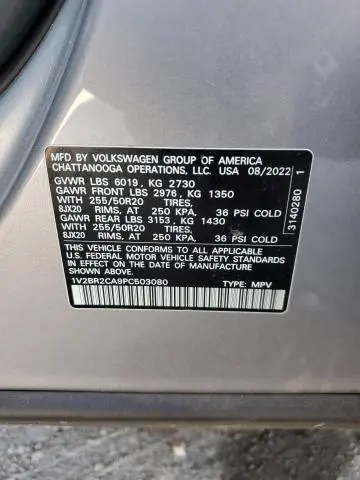 MFD BY VOLKSWAGEN GROUP OF AMERICA
CHATTANOOGA OPERATIONS, LLC. USA 08/2022
GVWR LBS 6019, KG 2730
GAWR FRONT LBS 2976, KG 1350
WITH 255/50R20 TIRES,
8JX20 RIMS, AT 250 KPA, 36 PSI COLD
GAWR REAR LBS 3153, KG 1430
WITH 255/50R20 TIRES,
8JX20 RIMS, AT 250 KPA, 36 PSI COLD
THIS VEHICLE CONFORMS TO ALL APPLICABLE
U.S. FEDERAL MOTOR VEHICLE SAFETY STANDARDS
IN EFFECT ON THE DATE OF MANUFACTURE
SHOWN ABOVE.
1V2BR2CA9PC503080 TYPE: MPV
3140280 1